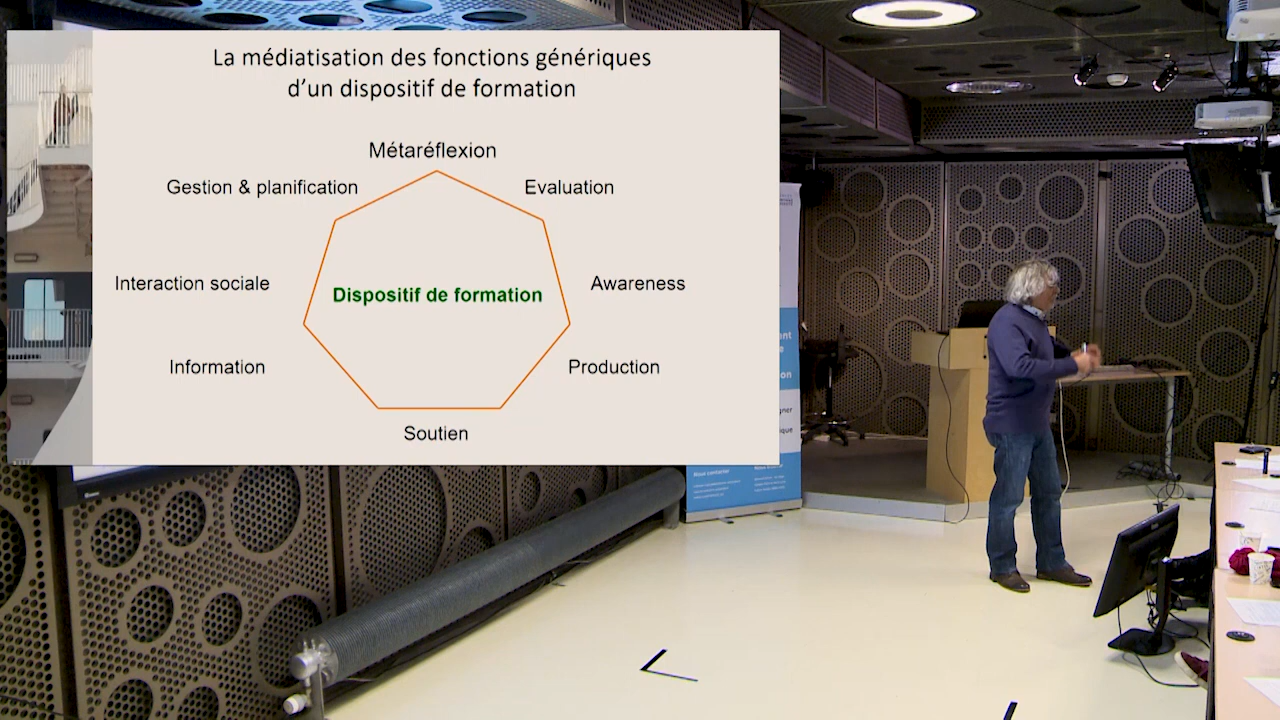 La médiatisation des fonctions génériques
d'un dispositif de formation
Métaréflexion
Gestion & planification
Evaluation
Interaction sociale
Dispositif de formation
Awareness
Information
Production
Soutien